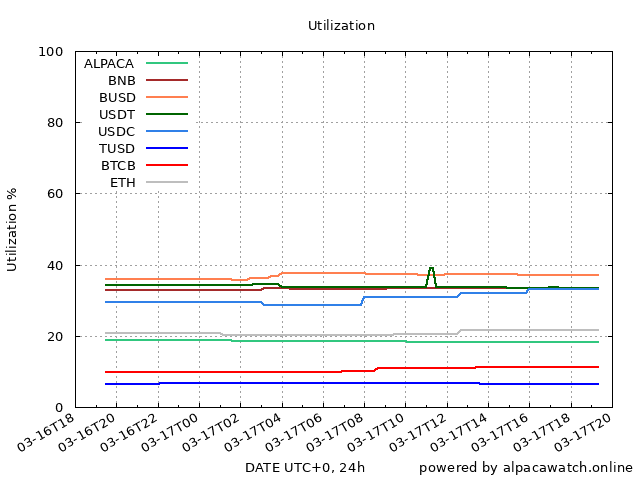 Utilization
100
80
60
40
20
0
Utilization %
ALPACA
BNB
BUSD
USDT
USDC
TUSD
BTCB
ETH
03-16T18
03-16T20
03-16T22
03-17T00
03-17T02
03-17T04
03-17T06
03-17T08
03-17T10
03-17T12
03-17T14
03-17T16
03-17T18
03-17T20
DATE UTC+0, 24h
powered by alpacawatch.online